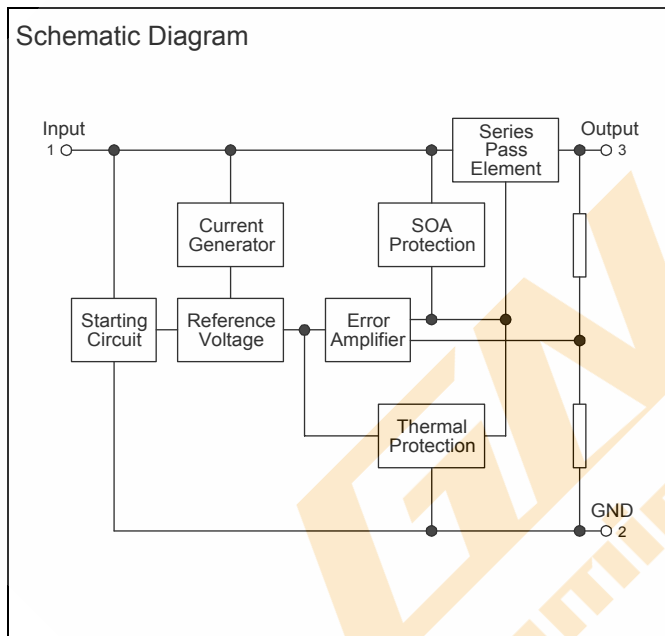 Schematic Diagram
Input
1
Series
Pass
Element
Output
3
Current
Generator
SOA
Protection
Starting
Circuit
Reference
Voltage
Error
Amplifier
Thermal
Protection
GND
2